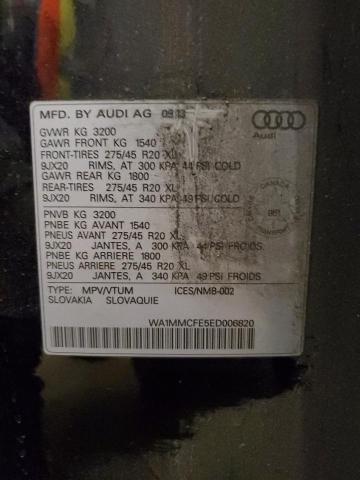 MFD. BY AUDI AG 09-13
GVWR KG 3200
GAWR FRONT KG 1540
FRONT-TIRES 275/45 R20 XL
9JX20 RIMS, AT 300 KPA 44 PSI COLD
GAWR REAR KG 1800
REAR-TIRES 275/45 R20 XL
9JX20 RIMS, AT 340 KPA 49 PSI COLD
PNVB KG 3200
PNBE KG AVANT 1540
PNEUS AVANT 275/45 R20 XL
9JX20 JANTES, A 300 KPA 44 PSI FROIDS
PNBE KG ARRIERE 1800
PNEUS ARRIERE 275/45 R20 XL
9JX20 JANTES, A 340 KPA 49 PSI FROIDS
TYPE: MPV/VTUM ICES/NMB-002
SLOVAKIA SLOVAQUIE
WA1MMCFE5ED006820
Audi
CANADA
961